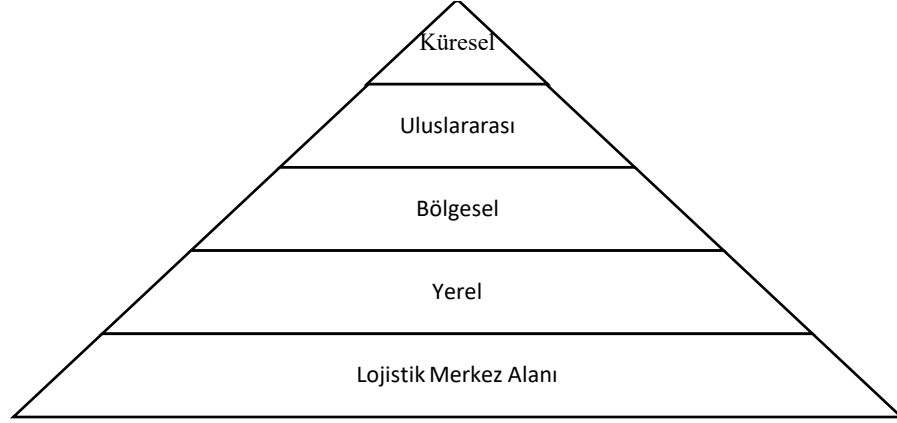 Küresel
Uluslararası
Bölgesel
Yerel
Lojistik Merkez Alanı